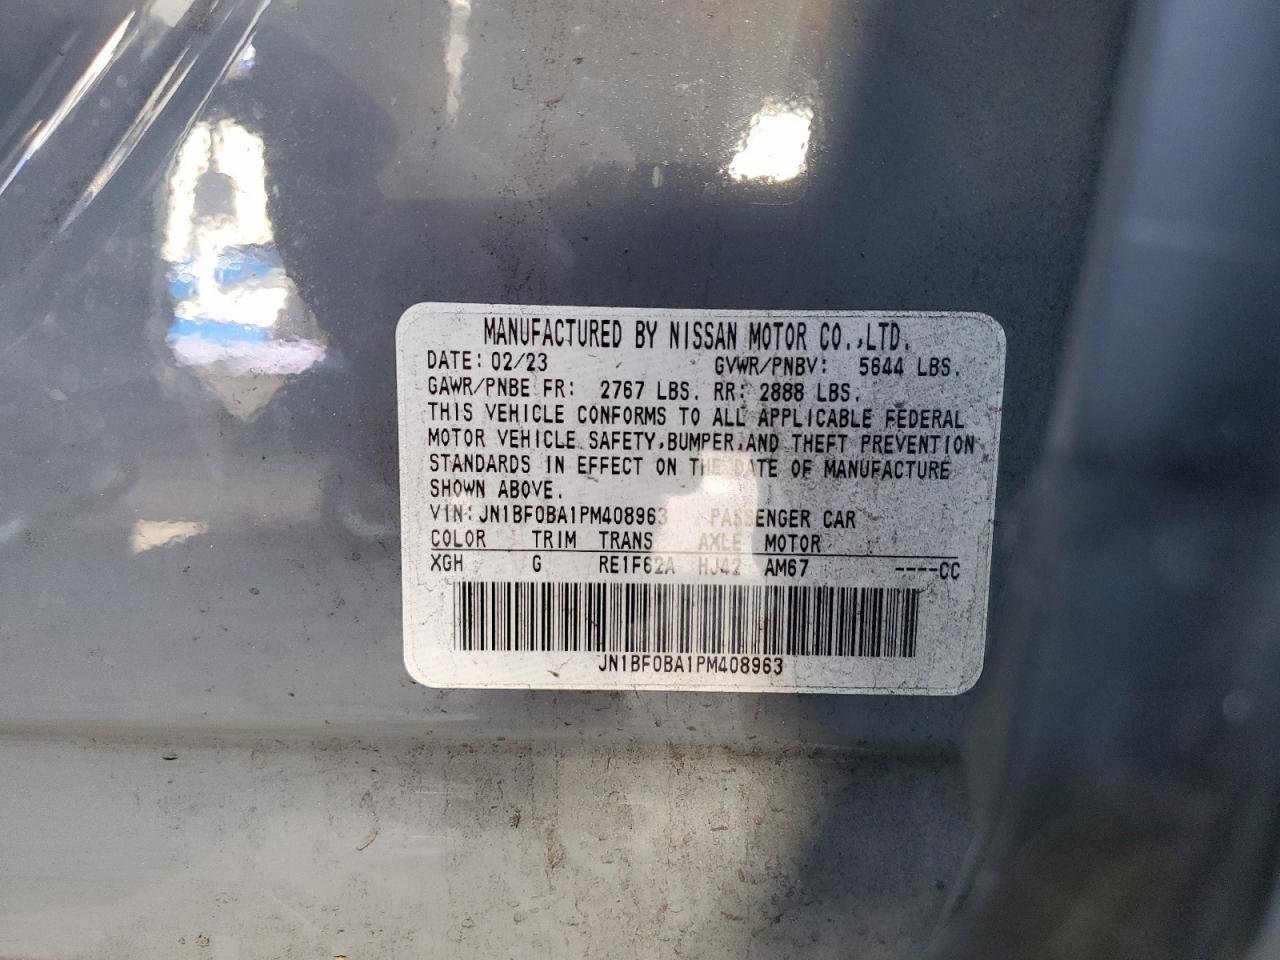 MANUFACTURED BY NISSAN MOTOR CO.,LTD.
DATE: 02/23 GVWR/PNBV: 5644 LBS.
GAWR/PNBE FR: 2767 LBS. RR: 2888 LBS.
THIS VEHICLE CONFORMS TO ALL APPLICABLE FEDERAL
MOTOR VEHICLE SAFETY,BUMPER,AND THEFT PREVENTION
STANDARDS IN EFFECT ON THE DATE OF MANUFACTURE
SHOWN ABOVE.
VIN: JN1BF0BA1PM408963 PASSENGER CAR
COLOR TRIM TRANS AXLE MOTOR
XGH G RE1F62A HJ42 AM67 ----CC
JN1BF0BA1PM408963